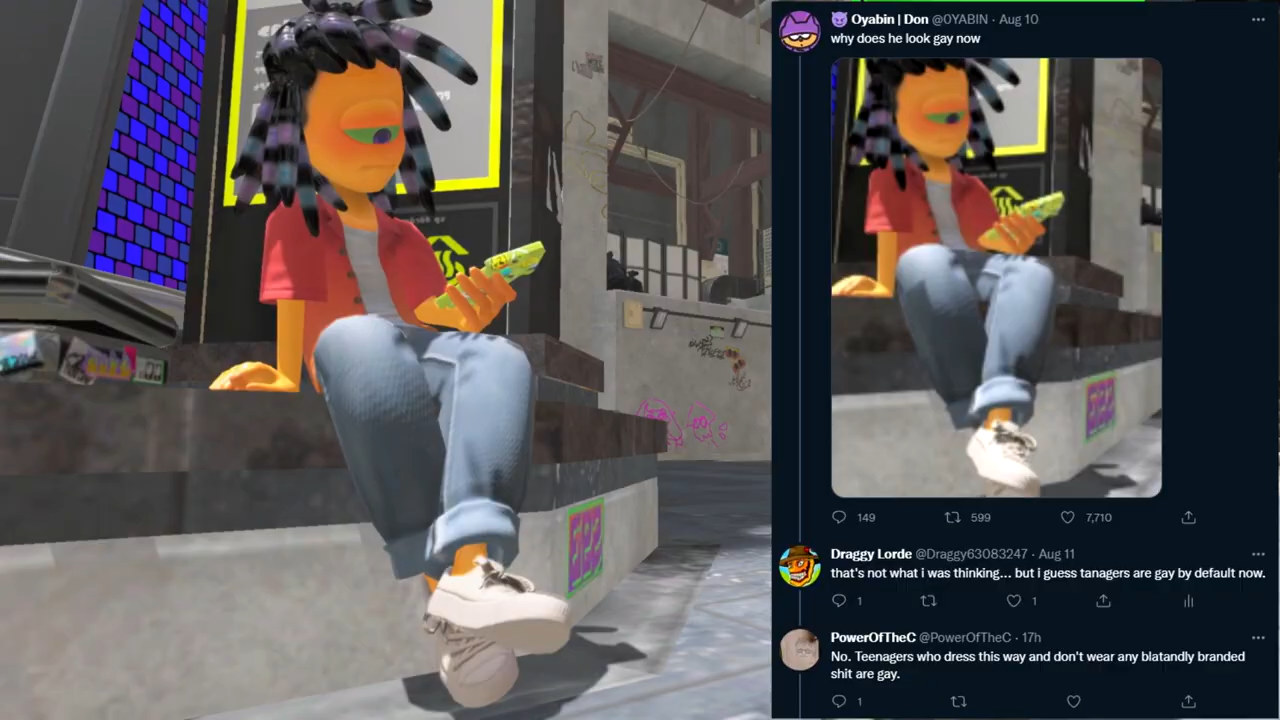 Oyabin | Don @0YABIN · Aug 10
why does he look gay now
149
599
7,710
Draggy Lorde @Draggy63083247 · Aug 11
that's not what i was thinking... but i guess tanagers are gay by default now.
1
1
PowerOfTheC @PowerOfTheC · 17h
No. Teenagers who dress this way and don't wear any blatandly branded
shit are gay.
1